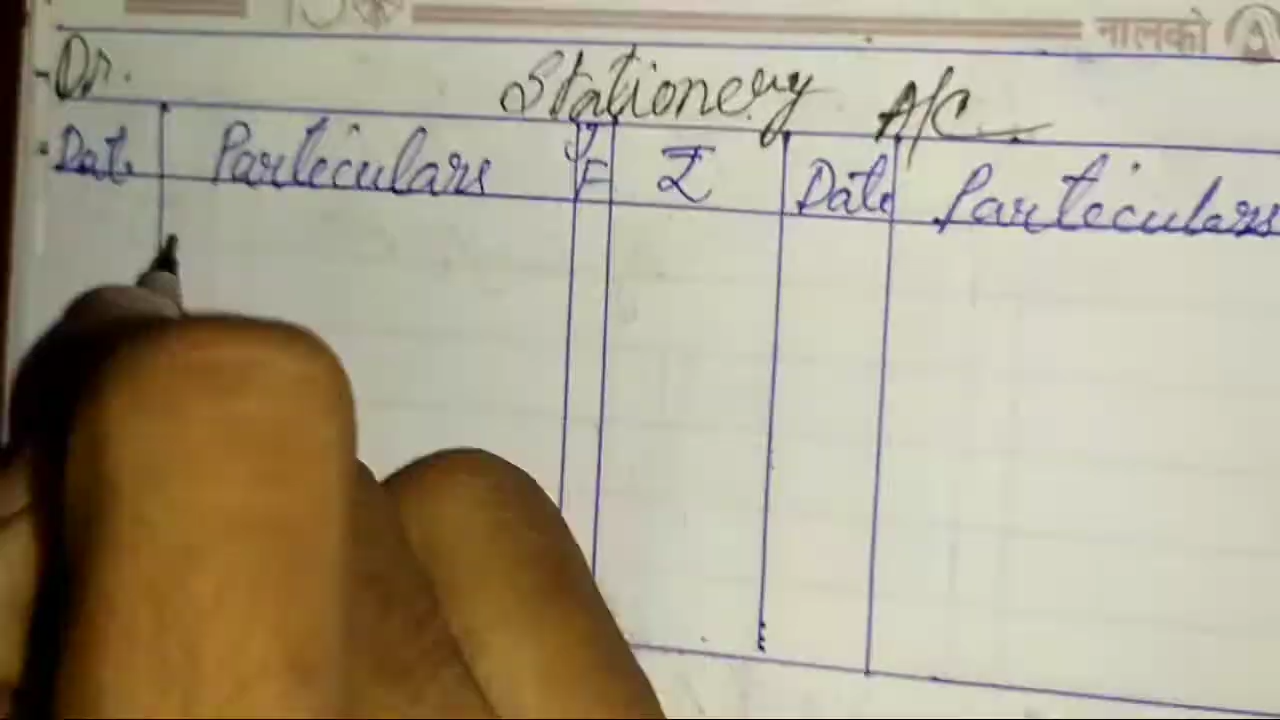 नालको
Dr. Stationery A/C
Date Particulars J F ₹ Date Particulars